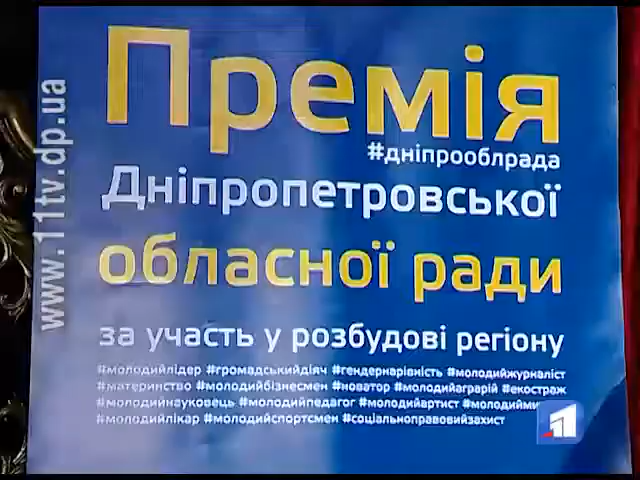 Премія
#дніпрооблрада
Дніпропетровської
обласної ради
за участь у розбудові регіону
#молодийлідер #громадськийдіяч #гендернарівність #молодийжурналіст
#материнство #молодийбізнесмен #новатор #молодийаграрій #екостраж
#молодийнауковець #молодийпедагог #молодийартист
#молодийлікар #молодийспортсмен #соціальноправовийзахист
www.11tv.dp.ua